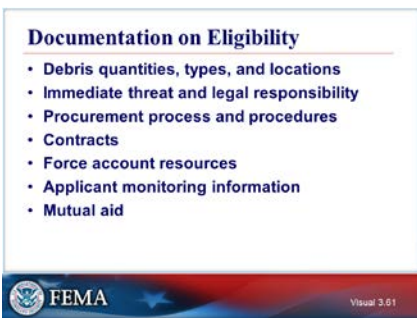 Documentation on Eligibility
• Debris quantities, types, and locations
• Immediate threat and legal responsibility
• Procurement process and procedures
• Contracts
• Force account resources
• Applicant monitoring information
• Mutual aid
FEMA
Visual 3.61